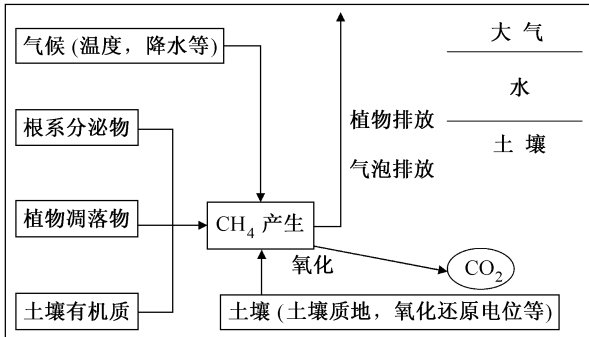 气候 (温度，降水等)
大 气
水
土 壤
根系分泌物
植物排放
气泡排放
植物凋落物
CH₄ 产生
氧化
CO₂
土壤有机质
土壤 (土壤质地，氧化还原电位等)